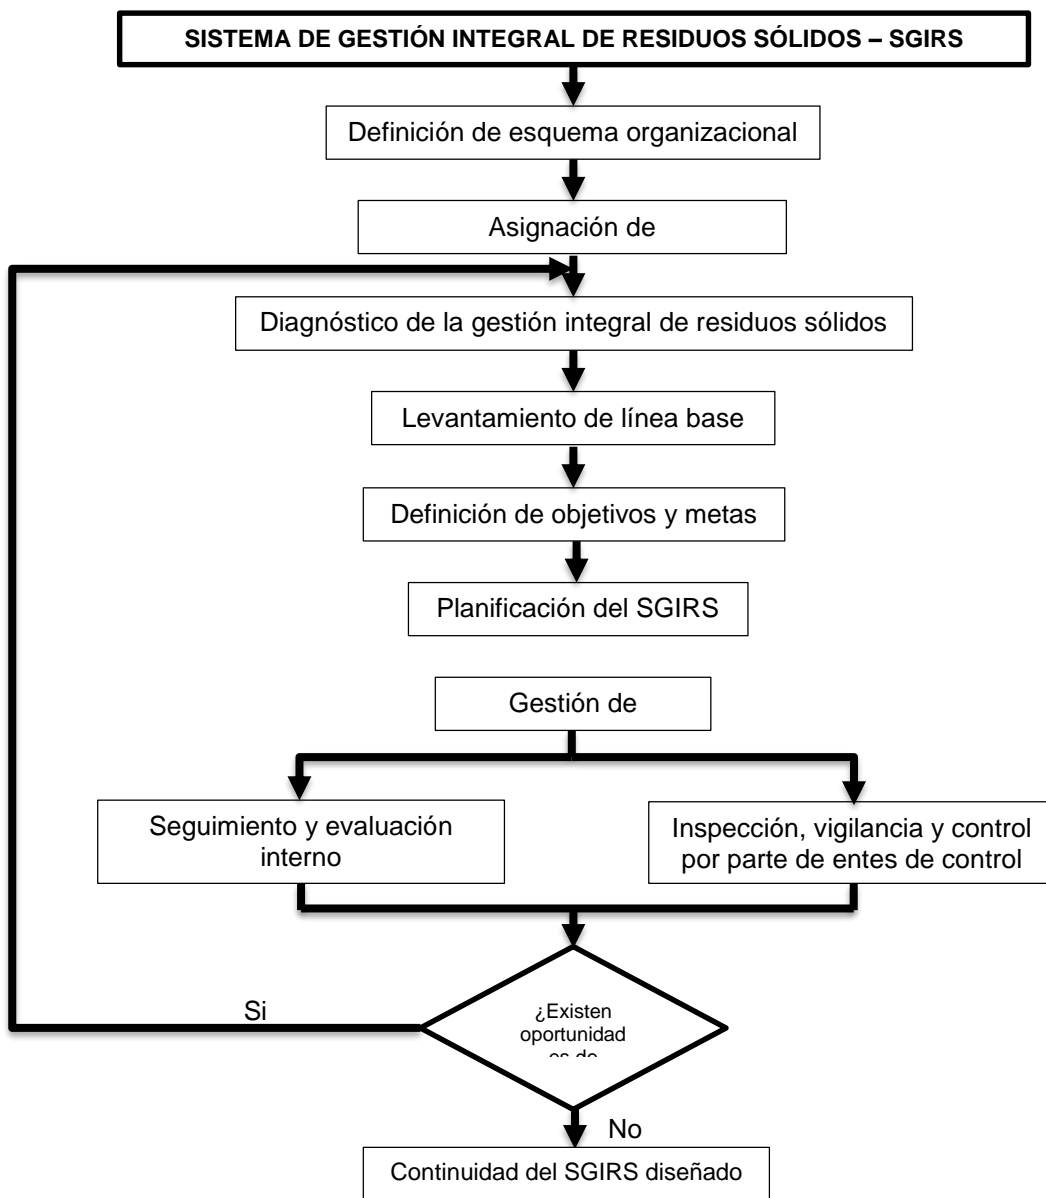 SISTEMA DE GESTIÓN INTEGRAL DE RESIDUOS SÓLIDOS – SGIRS
Definición de esquema organizacional
Asignación de
Diagnóstico de la gestión integral de residuos sólidos
Levantamiento de línea base
Definición de objetivos y metas
Planificación del SGIRS
Gestión de
Seguimiento y evaluación
interno
Inspección, vigilancia y control
por parte de entes de control
Si
¿Existen
oportunidad
es de
No
Continuidad del SGIRS diseñado